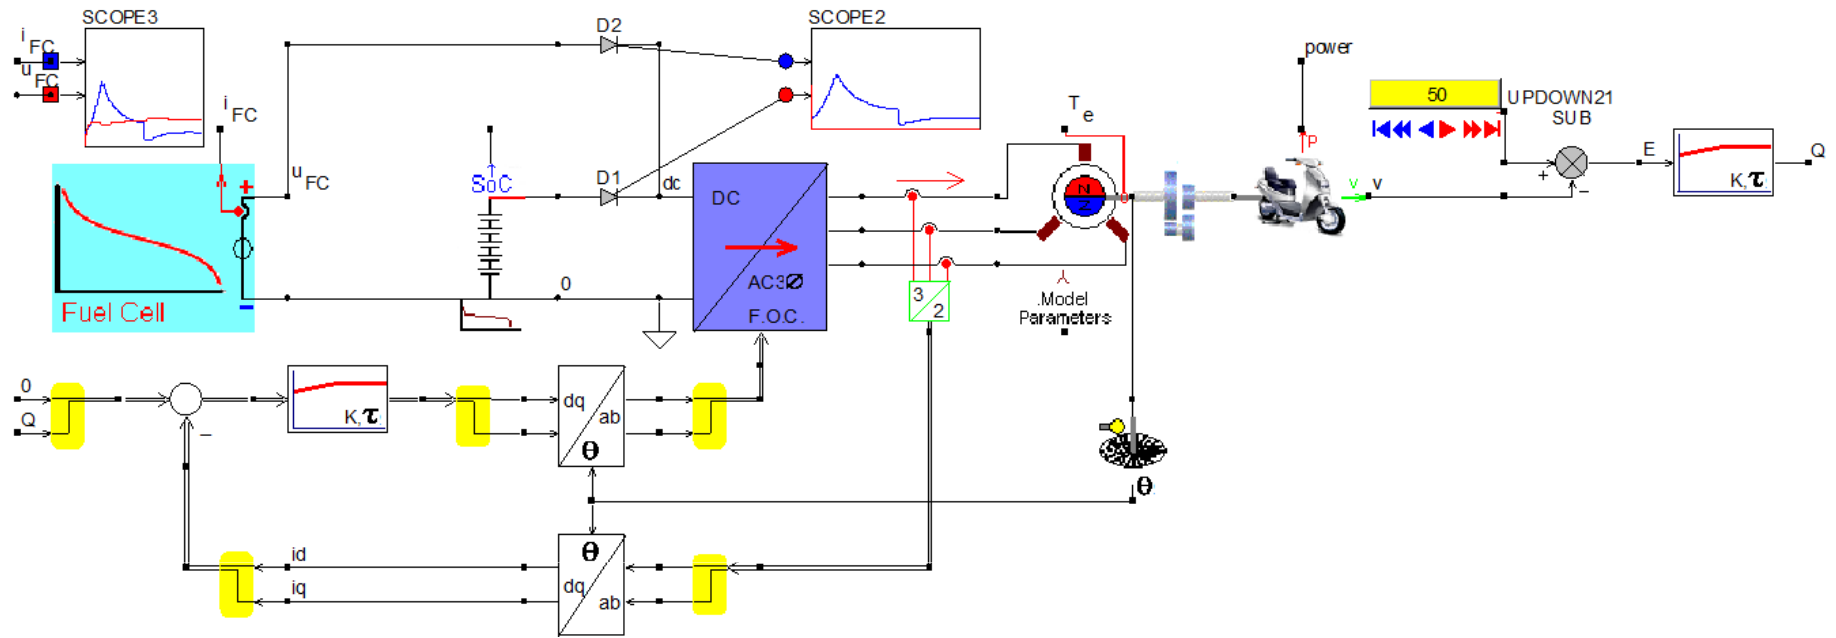 SCOPE3
SCOPE2
D2
i FC
u FC
i FC
power
50
UPDOWN21
SUB
T e
E
Q
K, τ
P
v
v
+
−
SoC
D1
dc
u FC
+
−
Fuel Cell
0
DC
AC3Ø
F.O.C.
N
Z
3
2
Model
Parameters
0
Q
−
K, τ
dq
ab
θ
θ
θ
dq
ab
id
iq